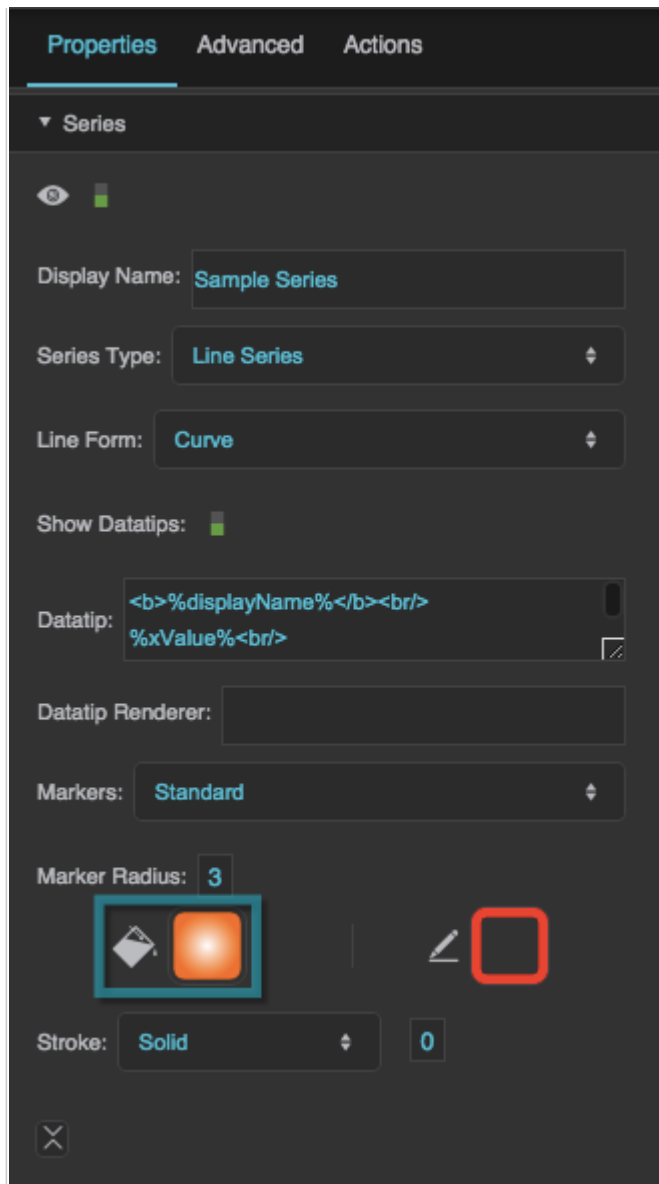 Properties Advanced Actions
Series
Display Name: Sample Series
Series Type: Line Series
Line Form: Curve
Show Datatips:
Datatip: <b>%displayName%</b><br/>
%xValue%<br/>
Datatip Renderer:
Markers: Standard
Marker Radius: 3
Stroke: Solid 0